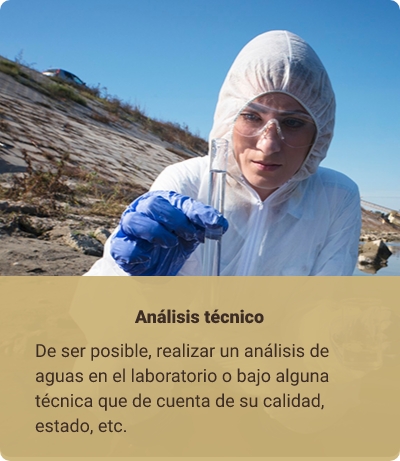 Análisis técnico
De ser posible, realizar un análisis de
aguas en el laboratorio o bajo alguna
técnica que de cuenta de su calidad,
estado, etc.